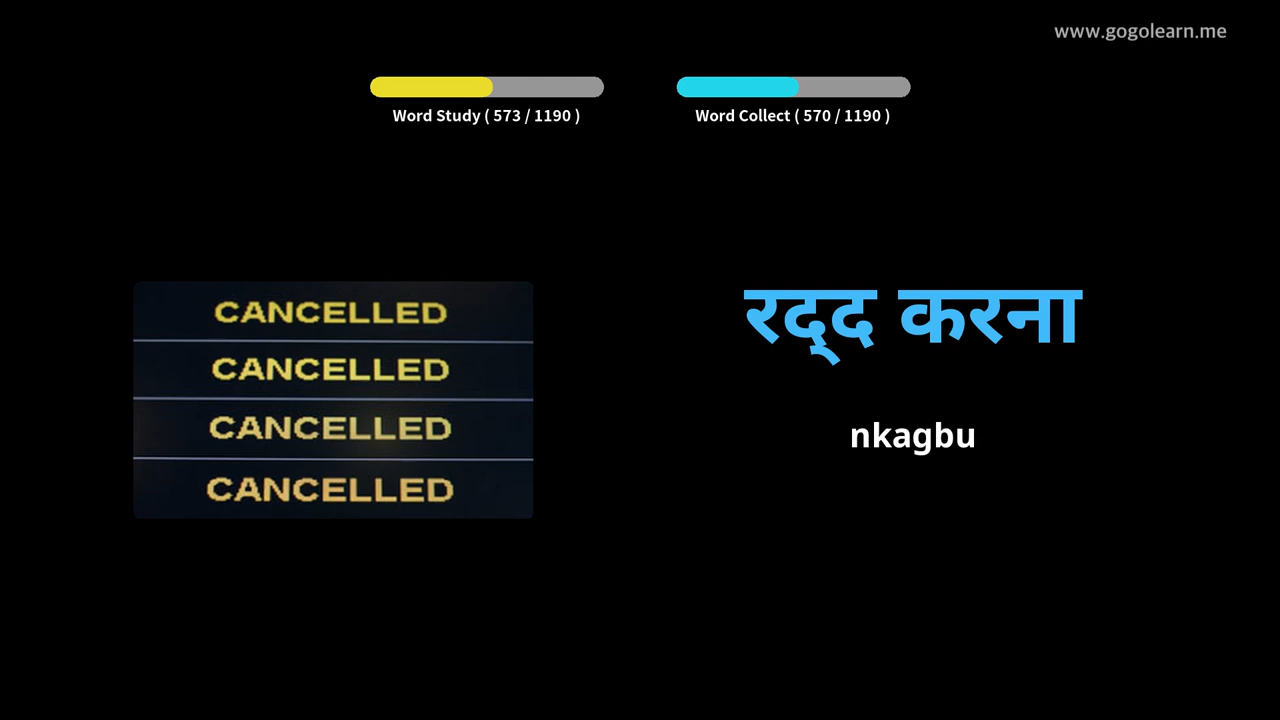 www.gogolearn.me
Word Study ( 573 / 1190 )
Word Collect ( 570 / 1190 )
CANCELLED
CANCELLED
CANCELLED
CANCELLED
रद्द करना
nkagbu